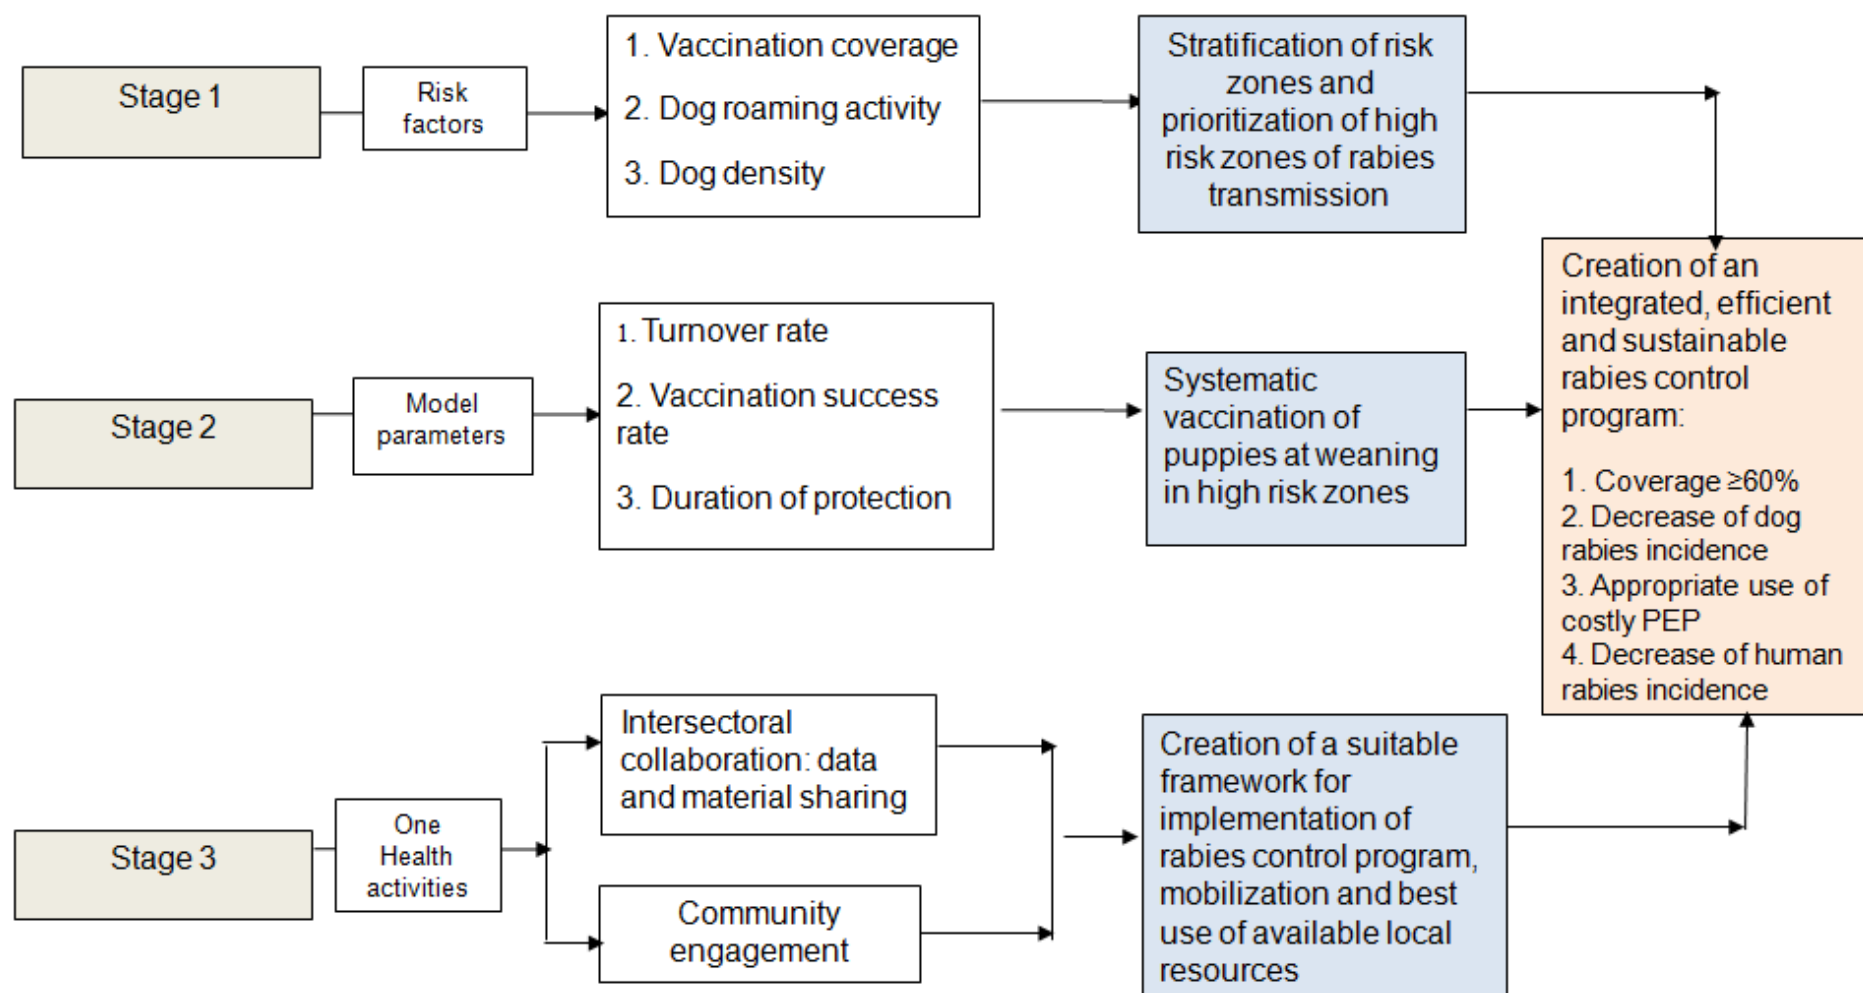 Stage 1
Risk
factors
1. Vaccination coverage
2. Dog roaming activity
3. Dog density
Stratification of risk
zones and
prioritization of high
risk zones of rabies
transmission
Stage 2
Model
parameters
1. Turnover rate
2. Vaccination success
rate
3. Duration of protection
Systematic
vaccination of
puppies at weaning
in high risk zones
Stage 3
One
Health
activities
Intersectoral
collaboration: data
and material sharing
Community
engagement
Creation of a suitable
framework for
implementation of
rabies control program,
mobilization and best
use of available local
resources
Creation of an
integrated, efficient
and sustainable
rabies control
program:
1. Coverage ≥60%
2. Decrease of dog
rabies incidence
3. Appropriate use of
costly PEP
4. Decrease of human
rabies incidence